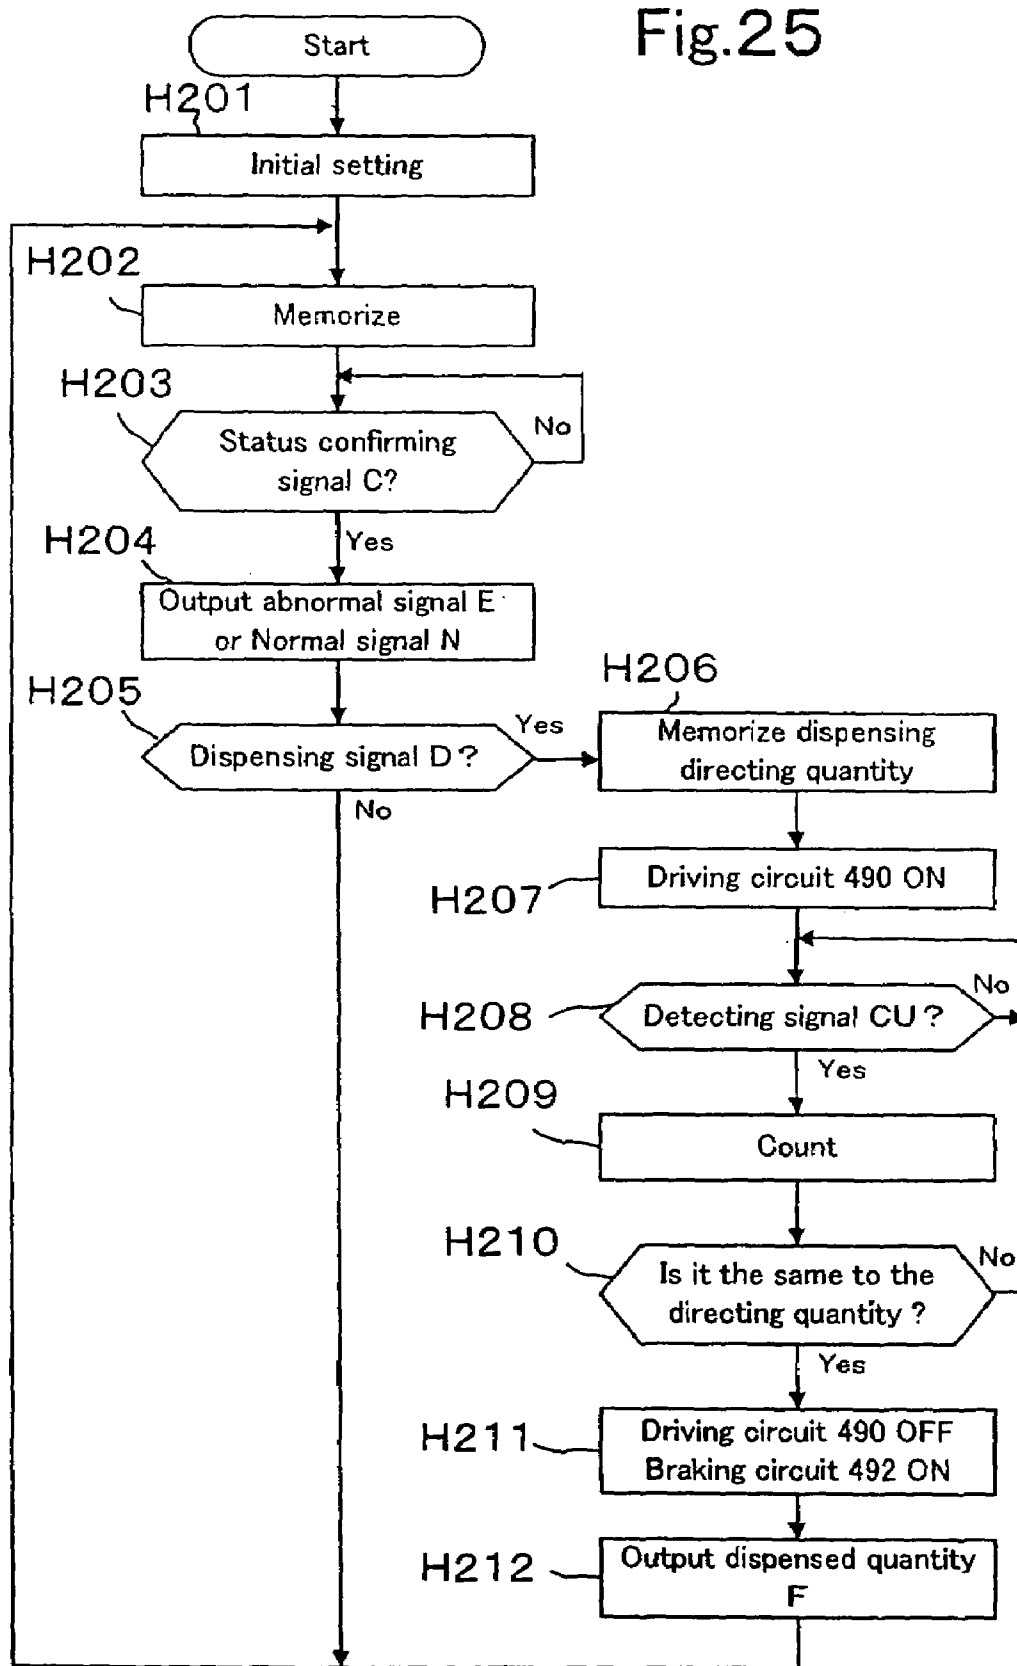 Fig.25
Start
H201
Initial setting
H202
Memorize
H203
Status confirming
signal C?
No
Yes
H204
Output abnormal signal E
or Normal signal N
H205
Dispensing signal D ?
Yes
No
H206
Memorize dispensing
directing quantity
H207
Driving circuit 490 ON
H208
Detecting signal CU ?
No
Yes
H209
Count
H210
Is it the same to the
directing quantity ?
No
Yes
H211
Driving circuit 490 OFF
Braking circuit 492 ON
H212
Output dispensed quantity
F